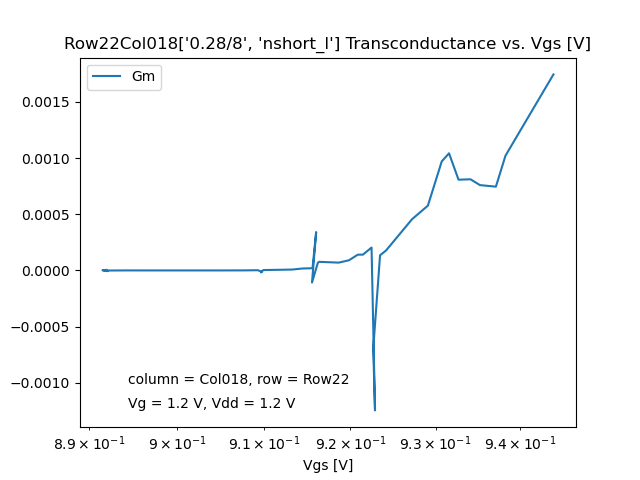 Row22Col018['0.28/8', 'nshort_l'] Transconductance vs. Vgs [V]
Gm
0.0015
0.0010
0.0005
0.0000
−0.0005
−0.0010
column = Col018, row = Row22
Vg = 1.2 V, Vdd = 1.2 V
8.9 × 10⁻¹ 9 × 10⁻¹ 9.1 × 10⁻¹ 9.2 × 10⁻¹ 9.3 × 10⁻¹ 9.4 × 10⁻¹
Vgs [V]